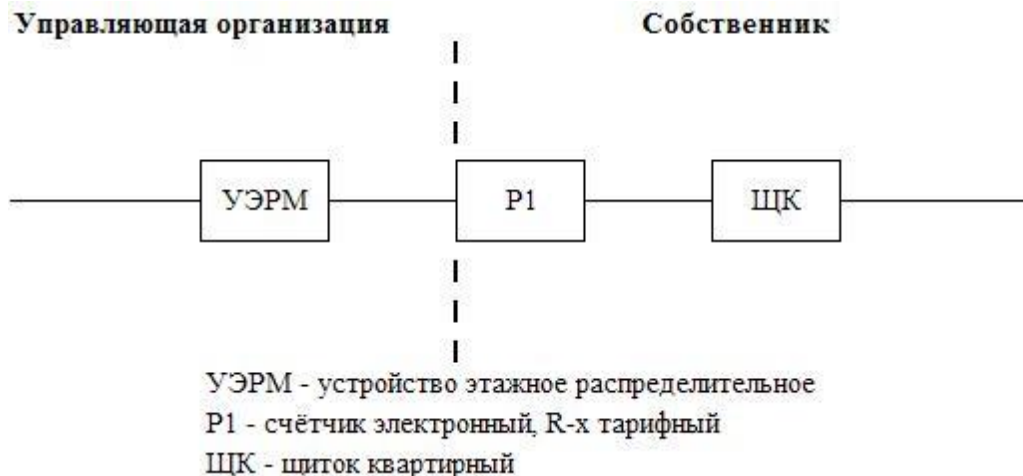 Управляющая организация
Собственник
УЭРМ
Р1
ЩК
УЭРМ - устройство этажное распределительное
Р1 - счётчик электронный, R-х тарифный
ЩК - щиток квартирный